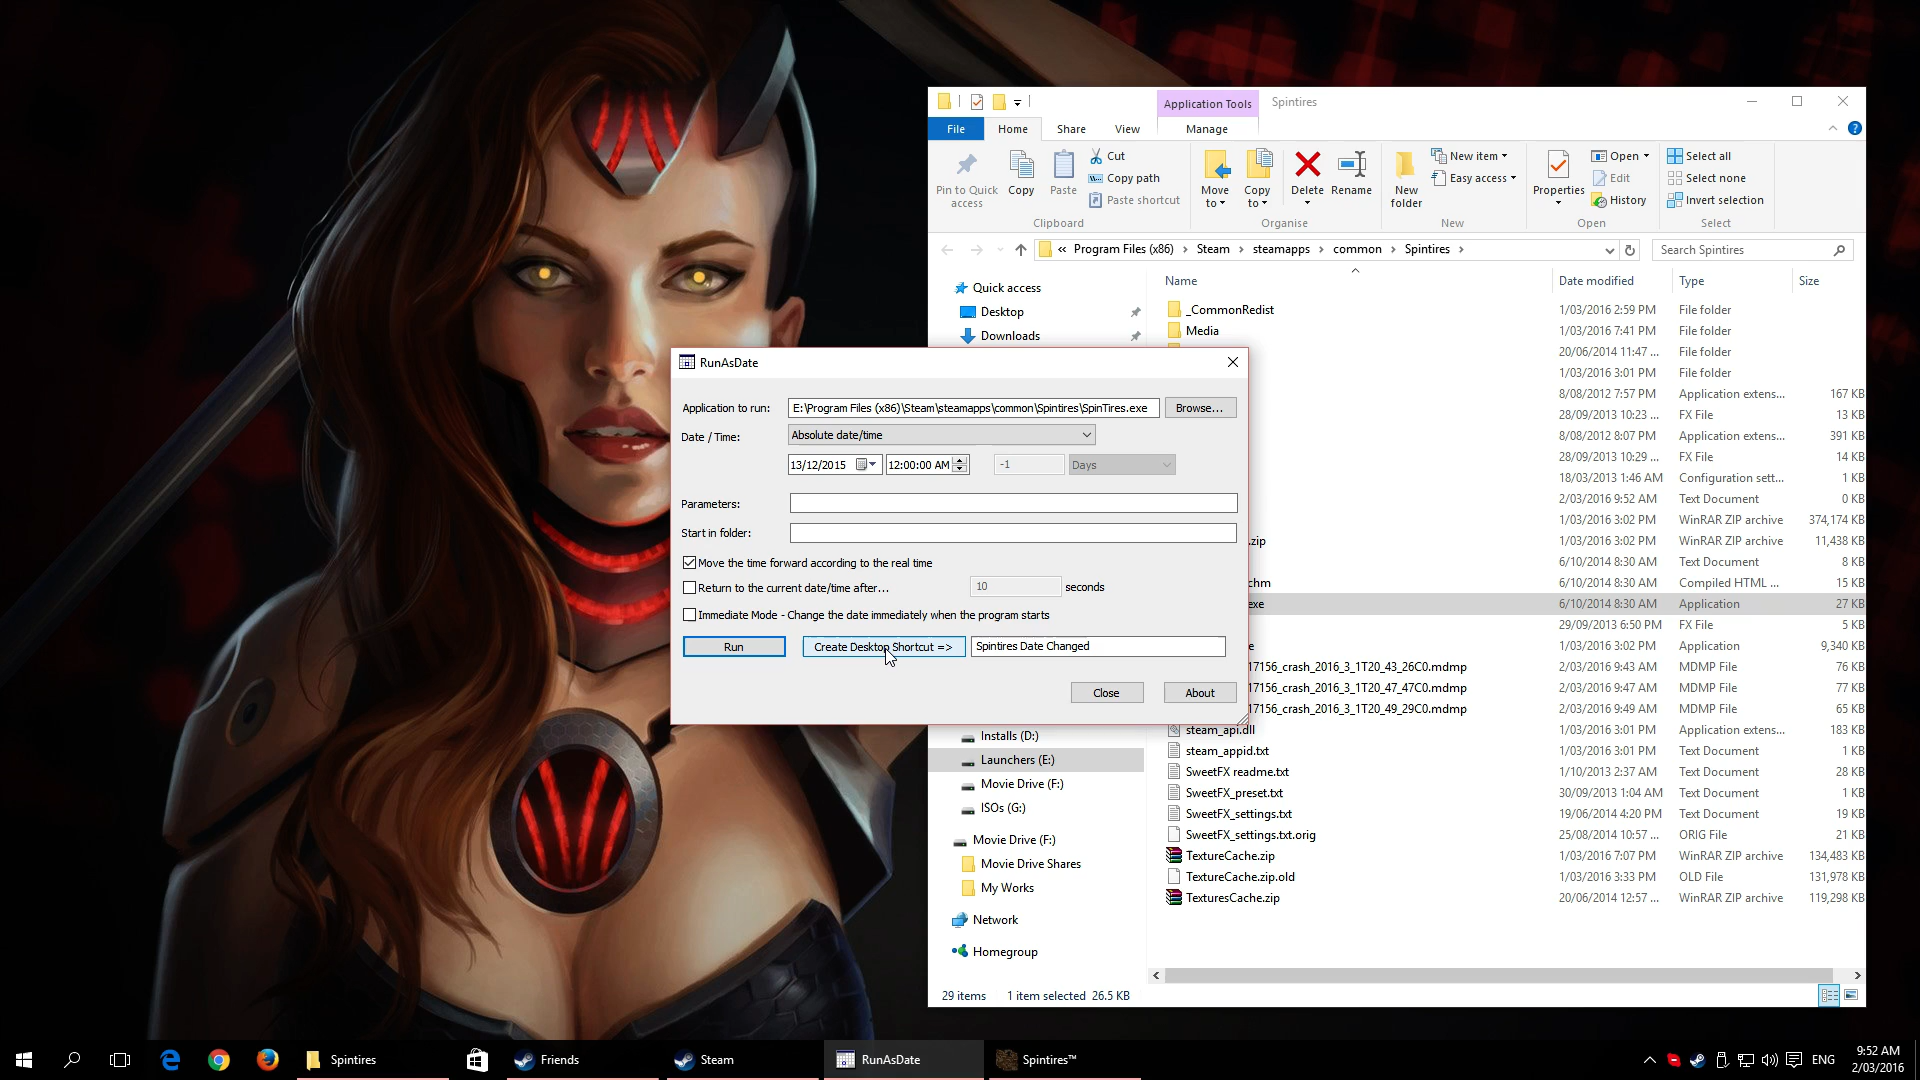 Application Tools
Spintires
File
Home
Share
View
Manage
Pin to Quick access
Copy
Paste
Cut
Copy path
Paste shortcut
Move to
Copy to
Delete
Rename
New folder
New item
Easy access
Properties
Open
Edit
History
Select all
Select none
Invert selection
Clipboard
Organise
New
Open
Select
« Program Files (x86) > Steam > steamapps > common > Spintires >
Search Spintires
Name
Date modified
Type
Size
Quick access
Desktop
Downloads
_CommonRedist 1/03/2016 2:59 PM File folder
Media 1/03/2016 7:41 PM File folder
20/06/2014 11:47 ... File folder
1/03/2016 3:01 PM File folder
8/08/2012 7:57 PM Application extens... 167 KB
28/09/2013 10:23 ... FX File 13 KB
8/08/2012 8:07 PM Application extens... 391 KB
28/09/2013 10:29 ... FX File 14 KB
18/03/2013 1:46 AM Configuration sett... 1 KB
2/03/2016 9:52 AM Text Document 0 KB
1/03/2016 3:02 PM WinRAR ZIP archive 374,174 KB
.zip 1/03/2016 3:02 PM WinRAR ZIP archive 11,438 KB
6/10/2014 8:30 AM Text Document 8 KB
chm 6/10/2014 8:30 AM Compiled HTML ... 15 KB
exe 6/10/2014 8:30 AM Application 27 KB
29/09/2013 6:50 PM FX File 5 KB
e 1/03/2016 3:02 PM Application 9,340 KB
17156_crash_2016_3_1T20_43_26C0.mdmp 2/03/2016 9:43 AM MDMP File 76 KB
17156_crash_2016_3_1T20_47_47C0.mdmp 2/03/2016 9:47 AM MDMP File 77 KB
17156_crash_2016_3_1T20_49_29C0.mdmp 2/03/2016 9:49 AM MDMP File 65 KB
steam_api.dll 1/03/2016 3:01 PM Application extens... 183 KB
steam_appid.txt 1/03/2016 3:01 PM Text Document 1 KB
SweetFX readme.txt 1/10/2013 2:37 AM Text Document 28 KB
SweetFX_preset.txt 30/09/2013 1:04 AM Text Document 1 KB
SweetFX_settings.txt 19/06/2014 4:20 PM Text Document 19 KB
SweetFX_settings.txt.orig 25/08/2014 10:57 ... ORIG File 21 KB
TextureCache.zip 1/03/2016 7:07 PM WinRAR ZIP archive 134,483 KB
TextureCache.zip.old 1/03/2016 3:33 PM OLD File 131,978 KB
TexturesCache.zip 20/06/2014 12:57 ... WinRAR ZIP archive 119,298 KB
Installs (D:)
Launchers (E:)
Movie Drive (F:)
ISOs (G:)
Movie Drive (F:)
Movie Drive Shares
My Works
Network
Homegroup
29 items 1 item selected 26.5 KB
RunAsDate
Application to run: E:\Program Files (x86)\Steam\steamapps\common\Spintires\SpinTires.exe Browse...
Date / Time: Absolute date/time
13/12/2015 12:00:00 AM -1 Days
Parameters:
Start in folder:
Move the time forward according to the real time
Return to the current date/time after... 10 seconds
Immediate Mode - Change the date immediately when the program starts
Run Create Desktop Shortcut => Spintires Date Changed
Close About
Spintires
Friends
Steam
RunAsDate
Spintires™
ENG
9:52 AM
2/03/2016